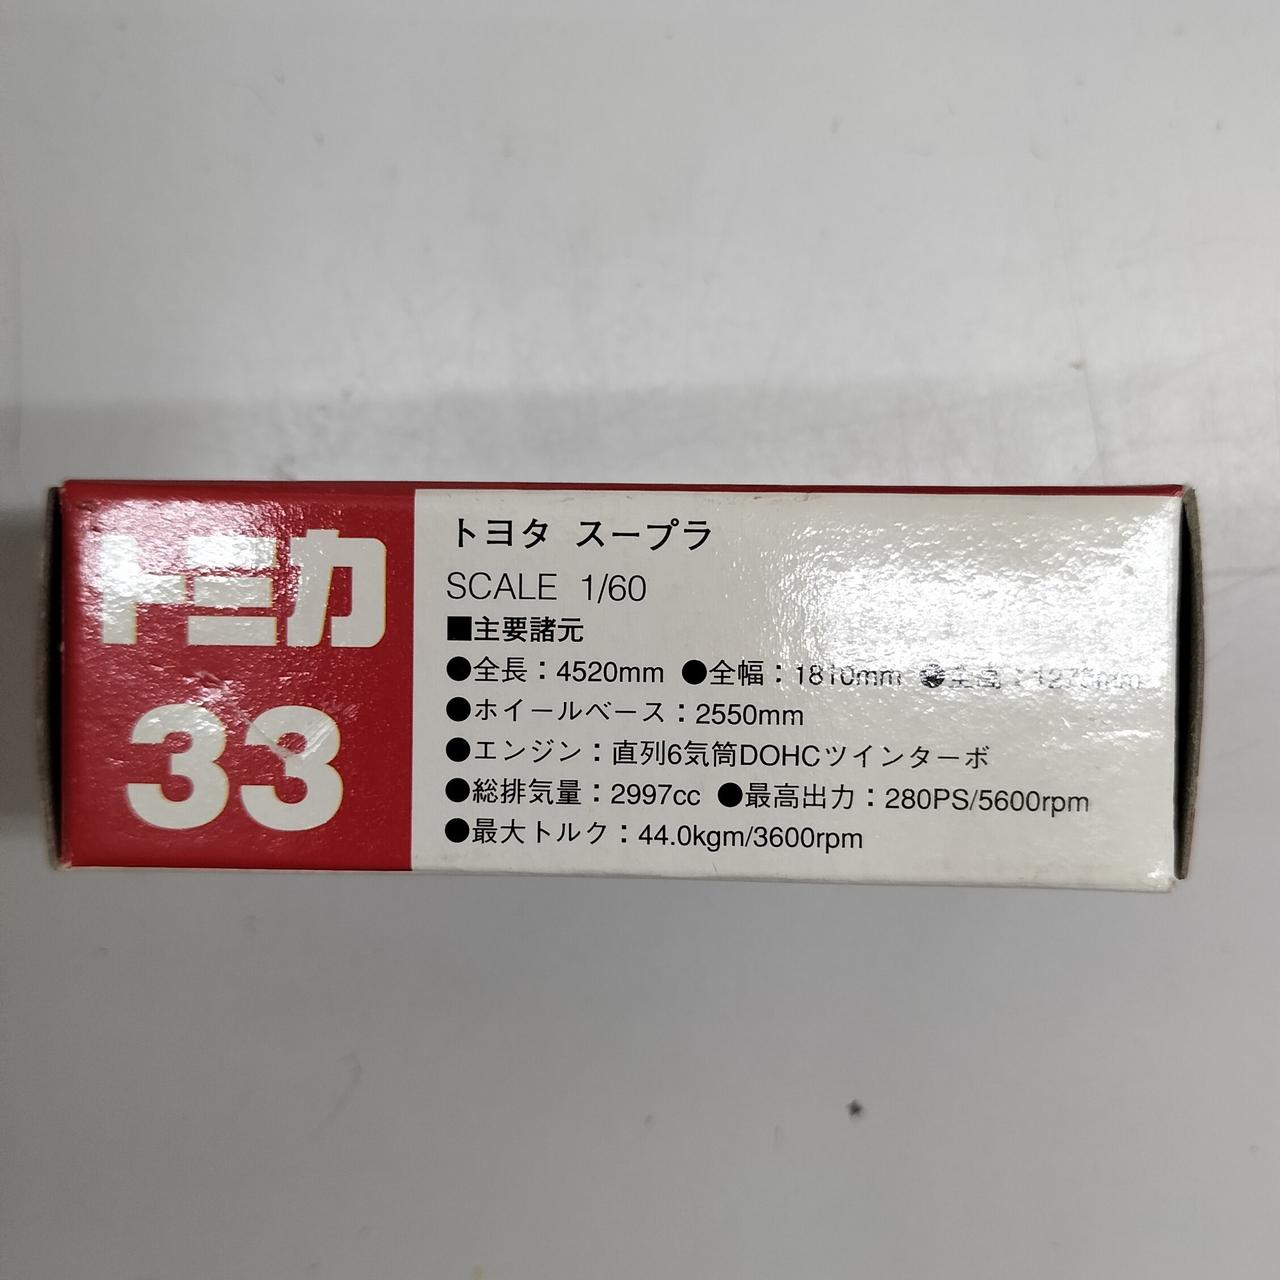 トミカ
33
トヨタ スープラ
SCALE 1/60
■主要諸元
●全長：4520mm ●全幅：1810mm ●全高：
●ホイールベース：2550mm
●エンジン：直列6気筒DOHCツインターボ
●総排気量：2997cc ●最高出力：280PS/5600rpm
●最大トルク：44.0kgm/3600rpm